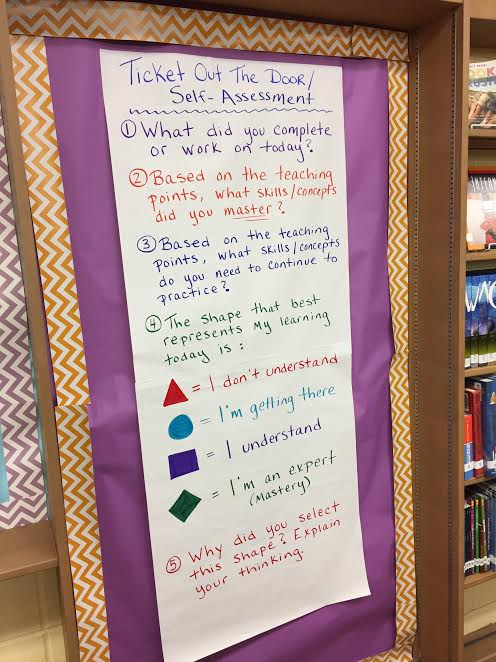 Ticket Out The Door/
Self-Assessment
① What did you complete
or work on today?
② Based on the teaching
points, what skills/concepts
did you master?
③ Based on the teaching
points, what skills/concepts
do you need to continue to
practice?
④ The shape that best
represents my learning
today is:
= I don't understand
= I'm getting there
= I understand
= I'm an expert
(Mastery)
⑤ Why did you select
this shape? Explain
your thinking.